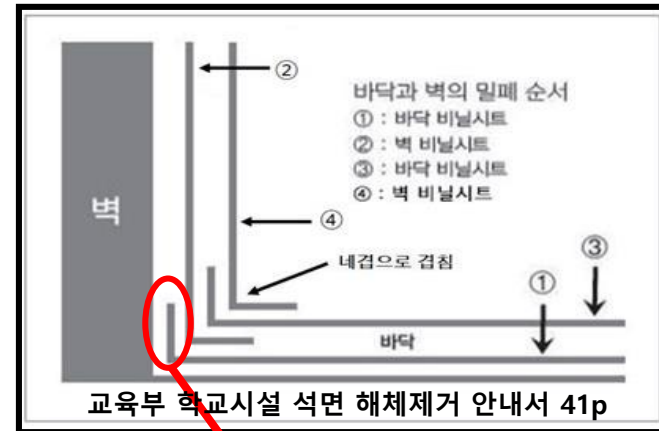 ②
바닥과 벽의 밀폐 순서
① : 바닥 비닐시트
② : 벽 비닐시트
③ : 바닥 비닐시트
④ : 벽 비닐시트
벽
④
네겹으로 겹침
③
①
바닥
교육부 학교시설 석면 해체제거 안내서 41p